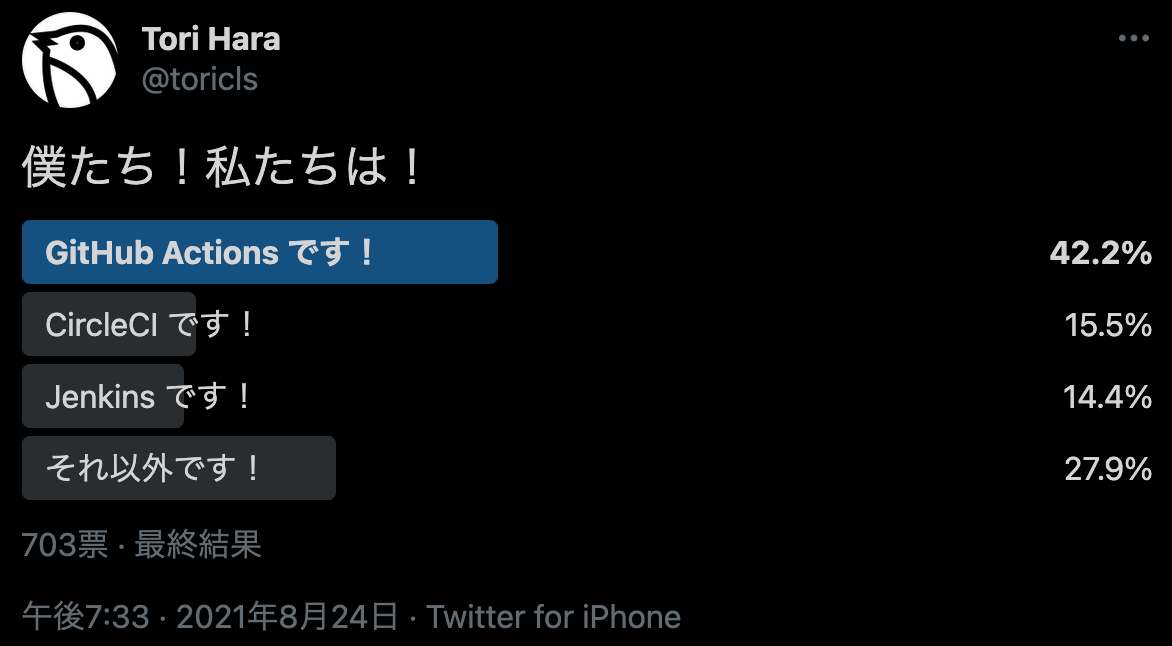 Tori Hara
@toricls
僕たち！私たちは！
GitHub Actions です！ 42.2%
CircleCI です！ 15.5%
Jenkins です！ 14.4%
それ以外です！ 27.9%
703票 · 最終結果
午後7:33 · 2021年8月24日 · Twitter for iPhone